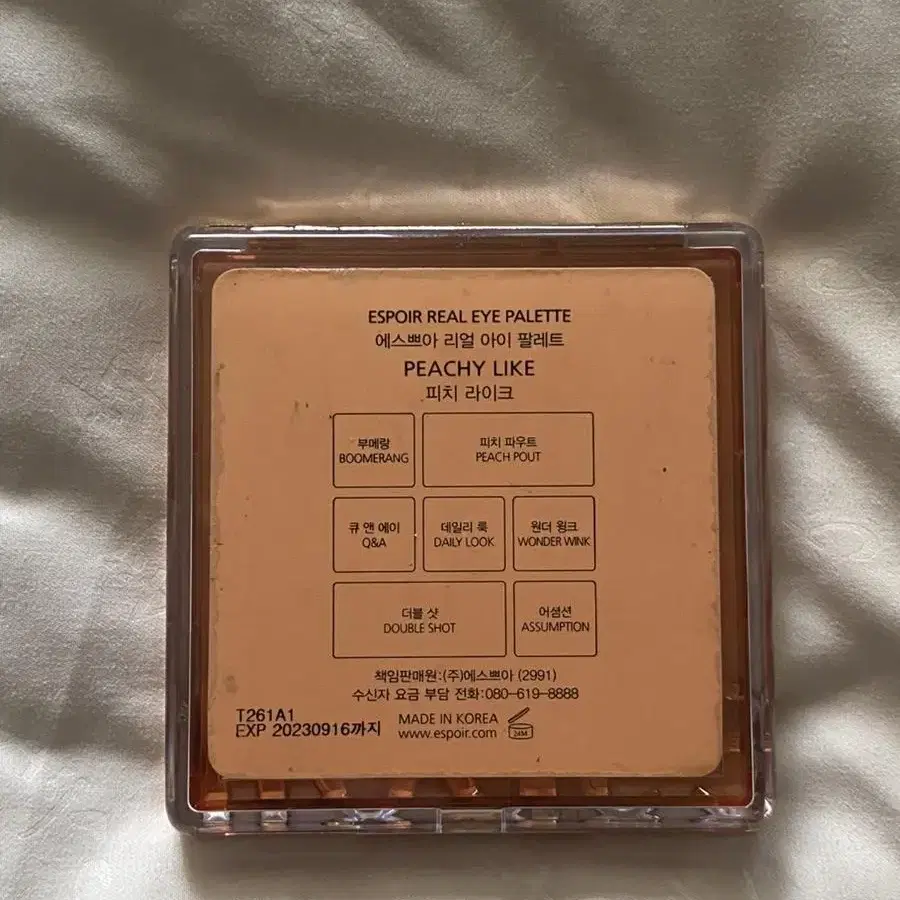 ESPOIR REAL EYE PALETTE
에스쁘아 리얼 아이 팔레트
PEACHY LIKE
피치 라이크
부메랑
BOOMERANG
피치 파우트
PEACH POUT
큐 앤 에이
Q&A
데일리 룩
DAILY LOOK
원더 윙크
WONDER WINK
더블 샷
DOUBLE SHOT
어셈션
ASSUMPTION
책임판매원:(주)에스쁘아 (2991)
수신자 요금 부담 전화:080-619-8888
T261A1
EXP 20230916까지
MADE IN KOREA
www.espoir.com
24M